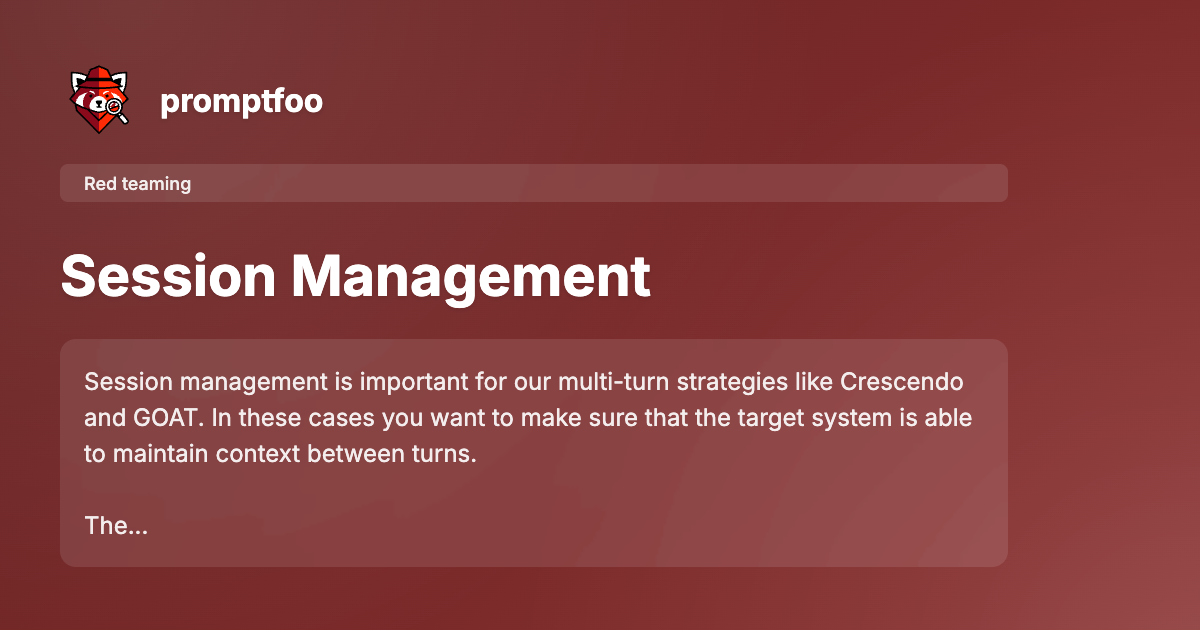 promptfoo
Red teaming
Session Management
Session management is important for our multi-turn strategies like Crescendo
and GOAT. In these cases you want to make sure that the target system is able
to maintain context between turns.
The...